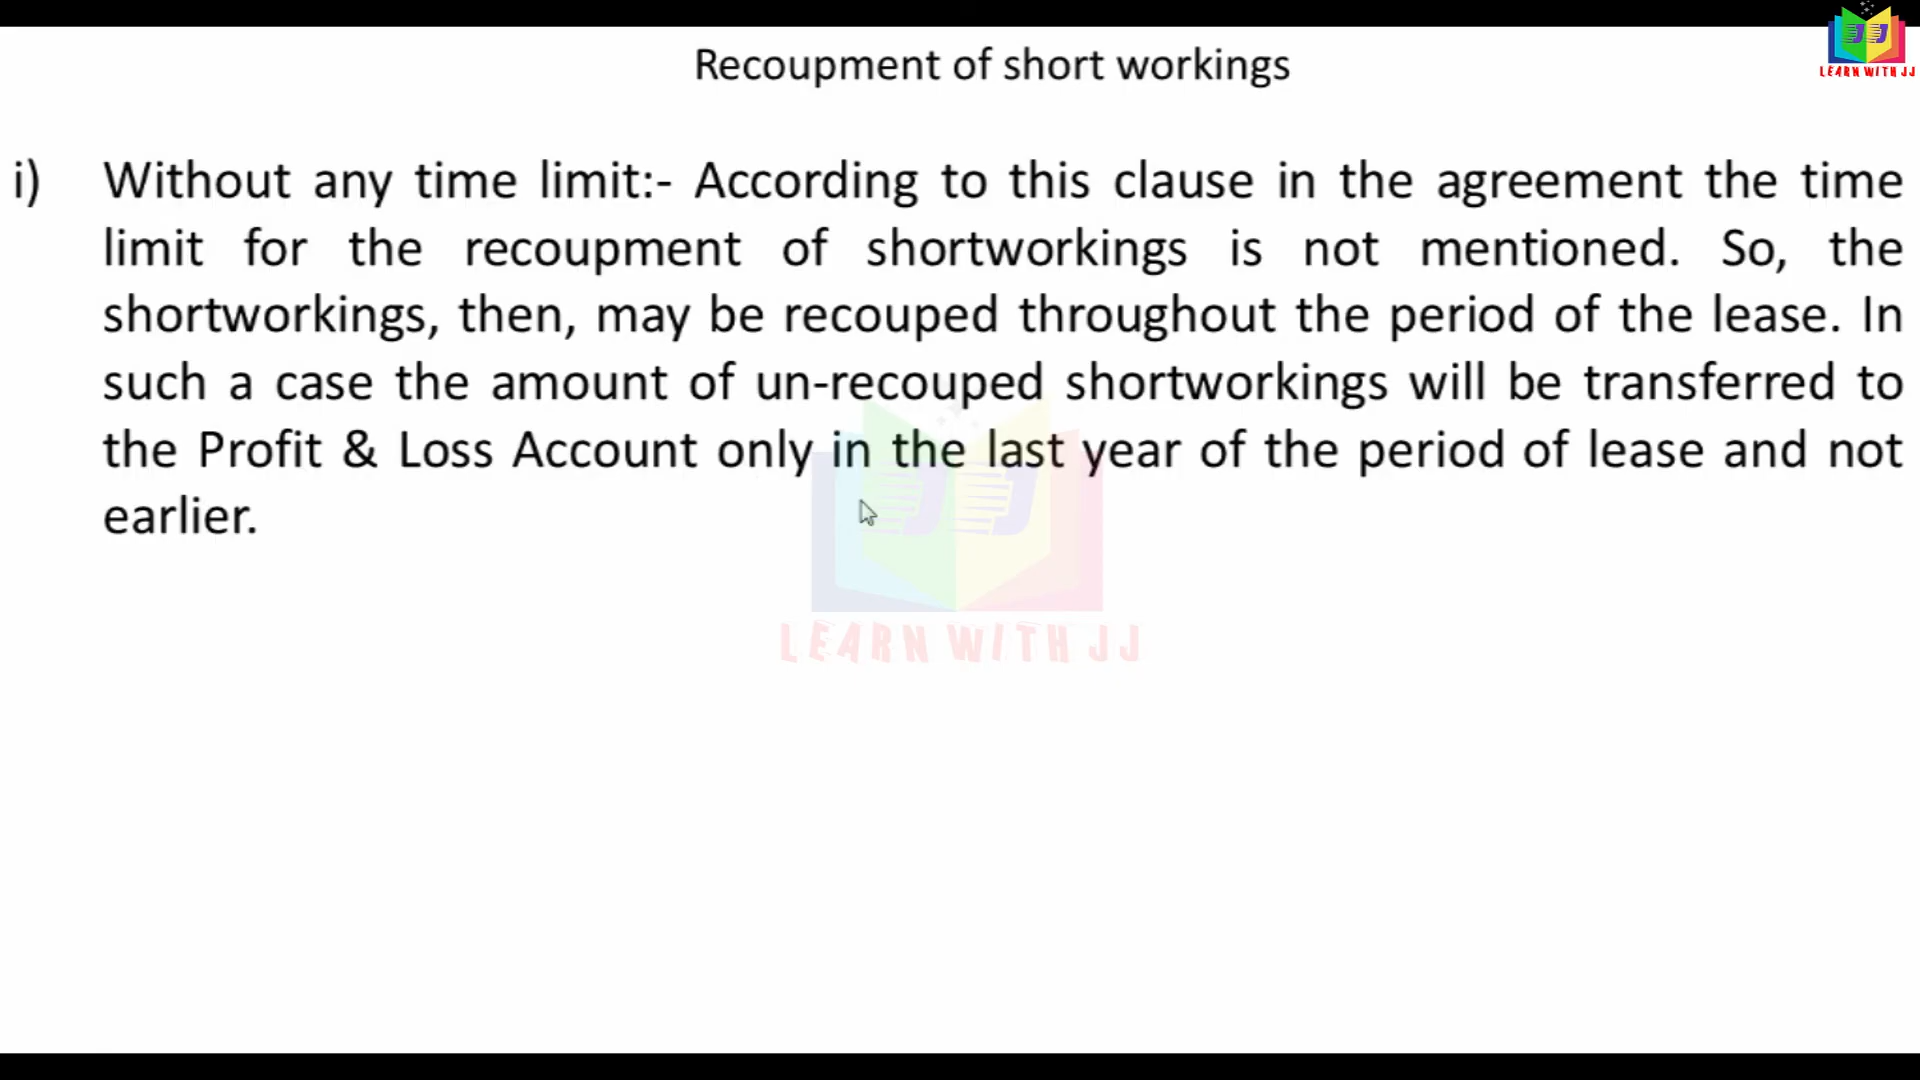 LEARN WITH JJ
Recoupment of short workings
i) Without any time limit:- According to this clause in the agreement the time
limit for the recoupment of shortworkings is not mentioned. So, the
shortworkings, then, may be recouped throughout the period of the lease. In
such a case the amount of un-recouped shortworkings will be transferred to
the Profit & Loss Account only in the last year of the period of lease and not
earlier.
JJ
LEARN WITH JJ